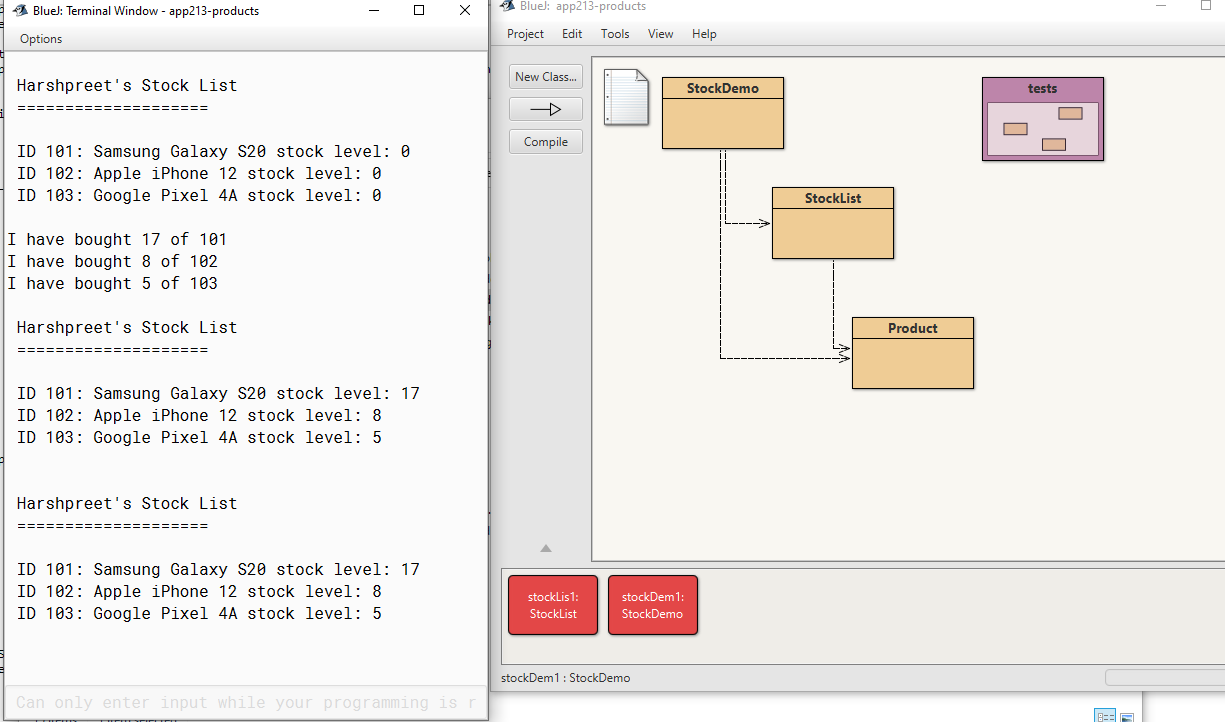 BlueJ: Terminal Window - app213-products
Options
Harshpreet's Stock List
====================
ID 101: Samsung Galaxy S20 stock level: 0
ID 102: Apple iPhone 12 stock level: 0
ID 103: Google Pixel 4A stock level: 0
I have bought 17 of 101
I have bought 8 of 102
I have bought 5 of 103
Harshpreet's Stock List
====================
ID 101: Samsung Galaxy S20 stock level: 17
ID 102: Apple iPhone 12 stock level: 8
ID 103: Google Pixel 4A stock level: 5
Harshpreet's Stock List
====================
ID 101: Samsung Galaxy S20 stock level: 17
ID 102: Apple iPhone 12 stock level: 8
ID 103: Google Pixel 4A stock level: 5
Can only enter input while your programming is r
BlueJ: app213-products
Project Edit Tools View Help
New Class...
Compile
StockDemo
tests
StockList
Product
stockLis1:
StockList
stockDem1:
StockDemo
stockDem1 : StockDemo